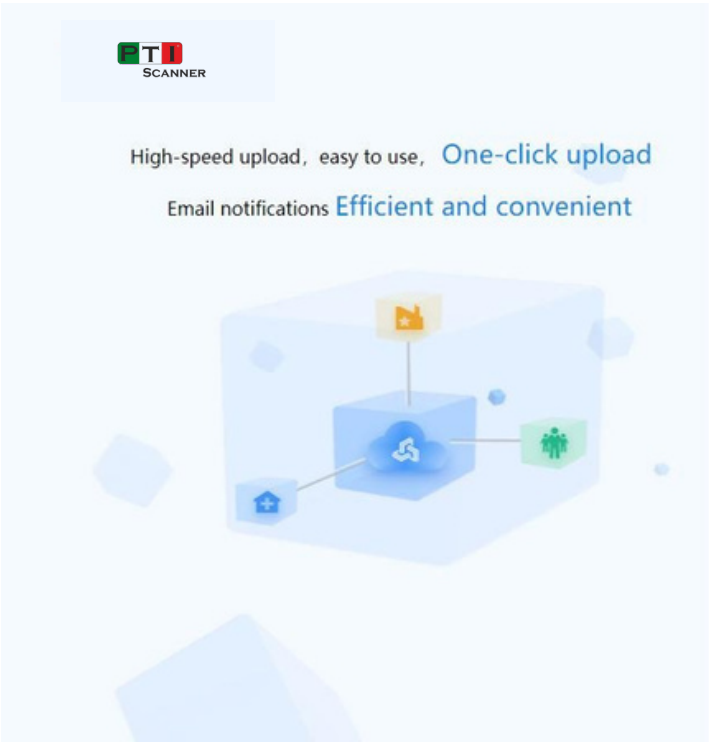 PTI
SCANNER
High-speed upload, easy to use, One-click upload
Email notifications Efficient and convenient